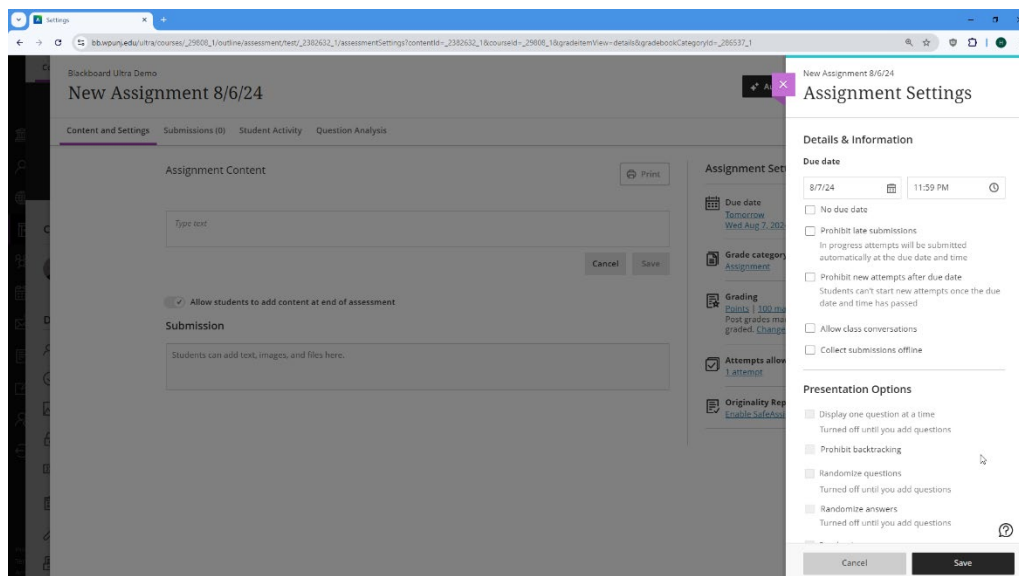 Settings
bb.wpunj.edu/ultra/courses/_29808_1/outline/assessment/test/_2382632_1/assessmentSettings?contentId=_2382632_1&courseId=_29808_1&gradeitemView=details&gradebookCategoryId=_286537_1
Blackboard Ultra Demo
New Assignment 8/6/24
Content and Settings Submissions (0) Student Activity Question Analysis
Assignment Content
Print
Type text
Cancel Save
Allow students to add content at end of assessment
Submission
Students can add text, images, and files here.
Assignment Set
Due date
Tomorrow
Wed Aug 7, 202
Grade category
Assignment
Grading
Points | 100 ma
Post grades ma
graded. Change
Attempts allow
1 attempt
Originality Rep
Enable SafeAssi
New Assignment 8/6/24
Assignment Settings
Details & Information
Due date
8/7/24 11:59 PM
No due date
Prohibit late submissions
In progress attempts will be submitted
automatically at the due date and time
Prohibit new attempts after due date
Students can't start new attempts once the due
date and time has passed
Allow class conversations
Collect submissions offline
Presentation Options
Display one question at a time
Turned off until you add questions
Prohibit backtracking
Randomize questions
Turned off until you add questions
Randomize answers
Turned off until you add questions
Cancel Save